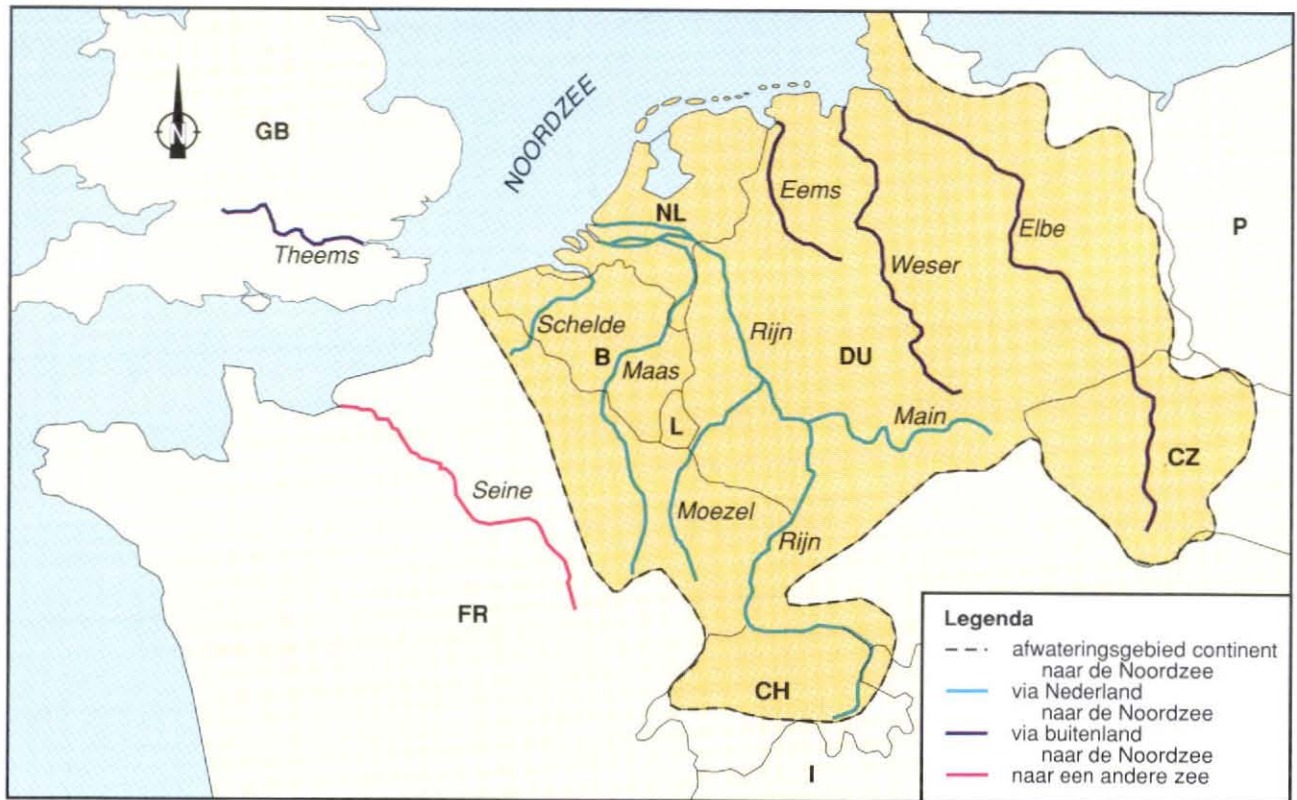 NOORDZEE
N
GB
Theems
NL
Eems
Elbe
P
Weser
Schelde
B
Maas
Rijn
DU
L
Main
CZ
Seine
Moezel
Rijn
FR
CH
I
Legenda
afwateringsgebied continent
naar de Noordzee
via Nederland
naar de Noordzee
via buitenland
naar de Noordzee
naar een andere zee